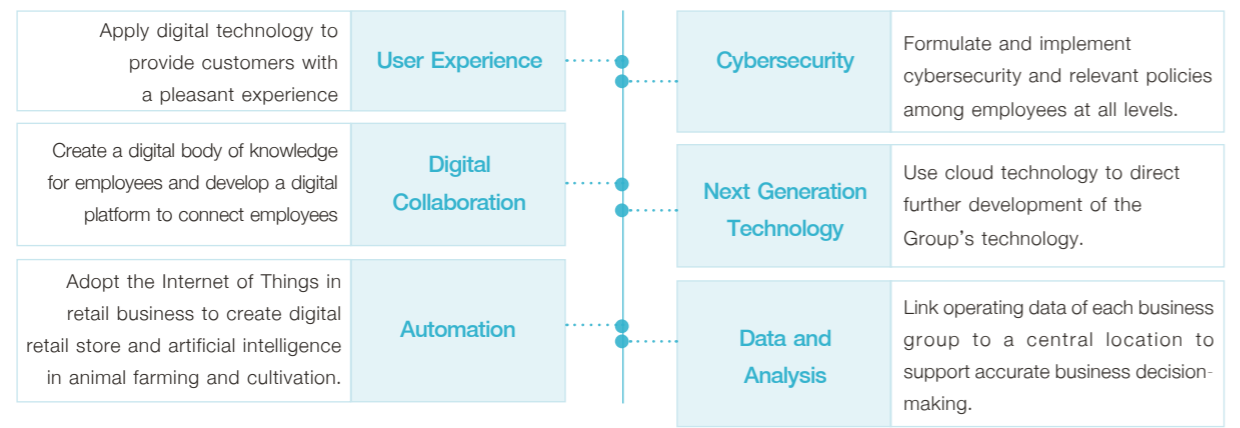 Apply digital technology to
provide customers with
a pleasant experience
User Experience
Create a digital body of knowledge
for employees and develop a digital
platform to connect employees
Digital
Collaboration
Adopt the Internet of Things in
retail business to create digital
retail store and artificial intelligence
in animal farming and cultivation.
Automation
Cybersecurity
Formulate and implement
cybersecurity and relevant policies
among employees at all levels.
Next Generation
Technology
Use cloud technology to direct
further development of the
Group's technology.
Data and
Analysis
Link operating data of each business
group to a central location to
support accurate business decision-
making.